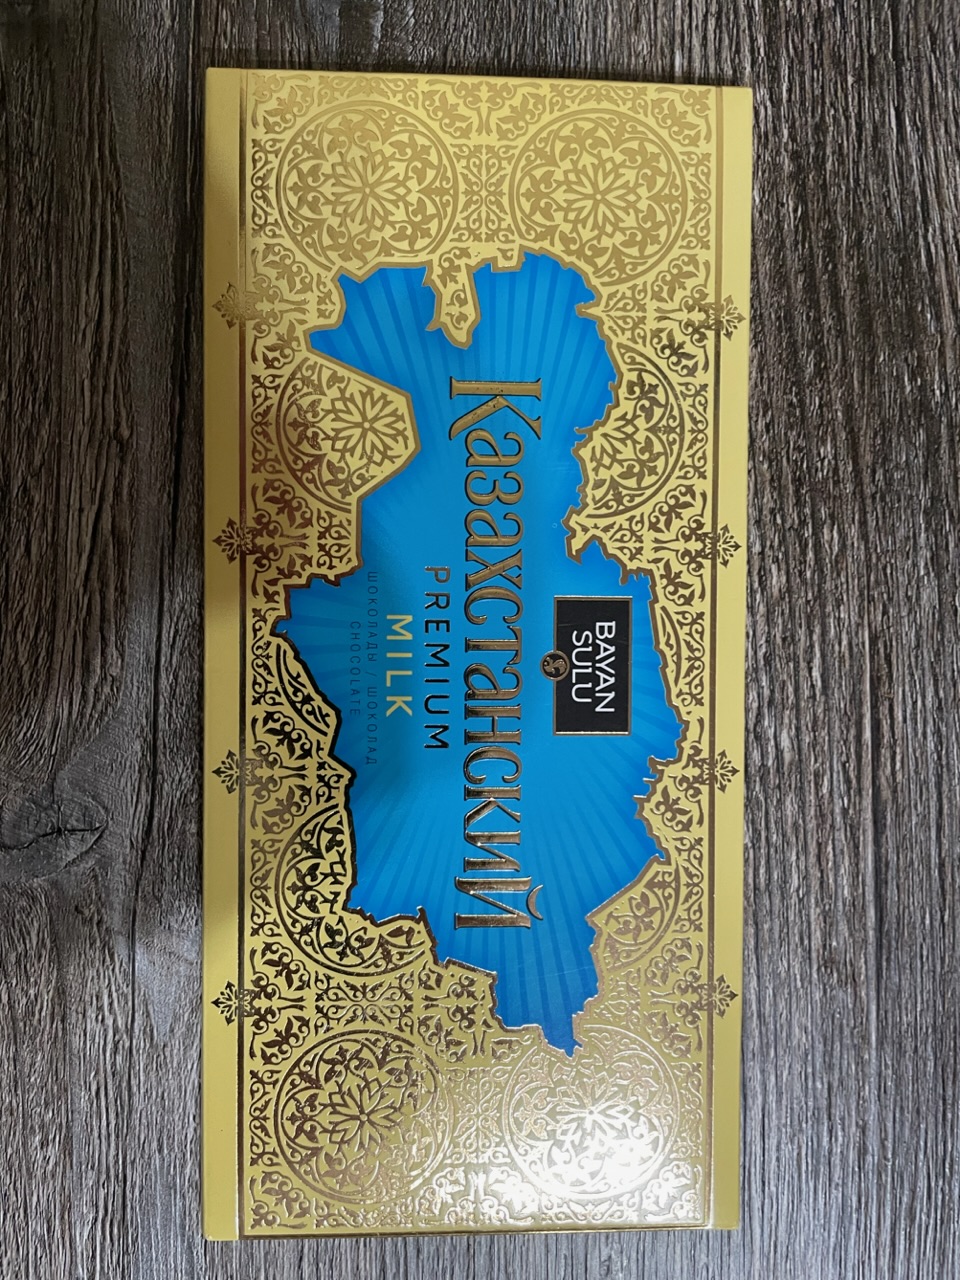 BAYAN
SULU
Казахстанский
PREMIUM
MILK
ШОКОЛАДЫ / ШОКОЛАД
CHOCOLATE